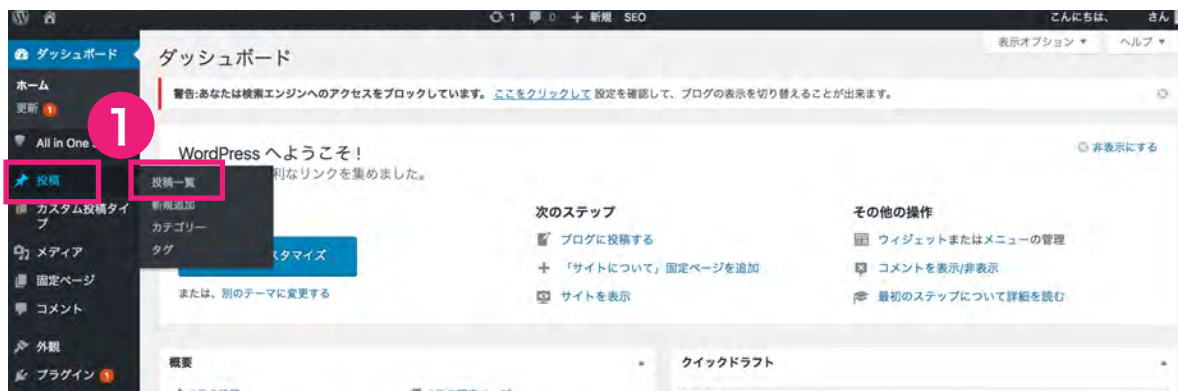 1 0 + 新規 SEO こんにちは、 さん
ダッシュボード
ホーム
更新 1
All in One
投稿
カスタム投稿タイプ
メディア
固定ページ
コメント
外観
プラグイン 1
1
投稿一覧
新規追加
カテゴリー
タグ
表示オプション ▼ ヘルプ ▼
ダッシュボード
警告:あなたは検索エンジンへのアクセスをブロックしています。 ここをクリックして 設定を確認して、ブログの表示を切り替えることが出来ます。
WordPress へようこそ！
非表示にする
利なリンクを集めました。
スタマイズ
または、別のテーマに変更する
次のステップ
ブログに投稿する
「サイトについて」固定ページを追加
サイトを表示
その他の操作
ウィジェットまたはメニューの管理
コメントを表示/非表示
最初のステップについて詳細を読む
概要
クイックドラフト